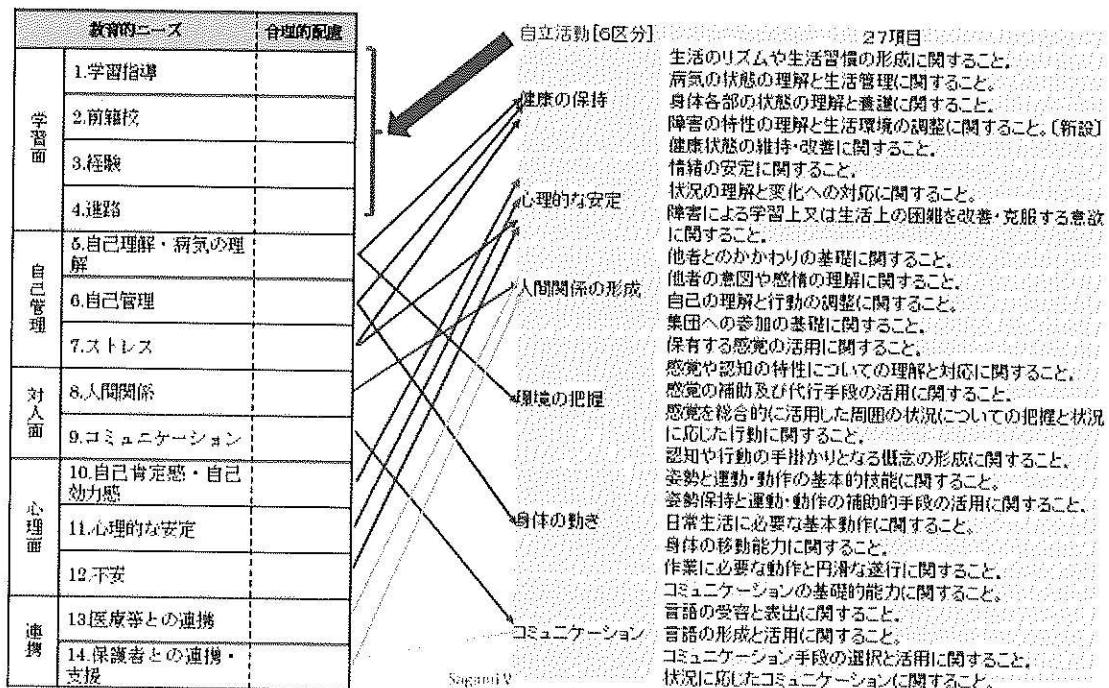 教育的ニーズ
合理的配慮
学習面
1.学習指導
2.前籍校
3.経験
4.進路
自己管理
5.自己理解・病気の理
解
6.自己管理
7.ストレス
対人面
8.人間関係
9.コミュニケーション
心理面
10.自己肯定感・自己
効力感
11.心理的な安定
12.不安
連携
13.医療等との連携
14.保護者との連携・
支援
自立活動[6区分]
健康の保持
心理的な安定
人間関係の形成
環境の把握
身体の動き
コミュニケーション
27項目
生活のリズムや生活習慣の形成に関すること。
病気の状態の理解と生活管理に関すること。
身体各部の状態の理解と養護に関すること。
障害の特性の理解と生活環境の調整に関すること。〔新設〕
健康状態の維持・改善に関すること。
情緒の安定に関すること。
状況の理解と変化への対応に関すること。
障害による学習上又は生活上の困難を改善・克服する意欲
に関すること。
他者とのかかわりの基礎に関すること。
他者の意図や感情の理解に関すること。
自己の理解と行動の調整に関すること。
集団への参加の基礎に関すること。
保有する感覚の活用に関すること。
感覚や認知の特性についての理解と対応に関すること。
感覚の補助及び代行手段の活用に関すること。
感覚を総合的に活用した周囲の状況についての把握と状況
に応じた行動に関すること。
認知や行動の手掛かりとなる概念の形成に関すること。
姿勢と運動・動作の基本的技能に関すること。
姿勢保持と運動・動作の補助的手段の活用に関すること。
日常生活に必要な基本動作に関すること。
身体の移動能力に関すること。
作業に必要な動作と円滑な遂行に関すること。
コミュニケーションの基礎的能力に関すること。
言語の受容と表出に関すること。
言語の形成と活用に関すること。
コミュニケーション手段の選択と活用に関すること。
状況に応じたコミュニケーションに関すること。